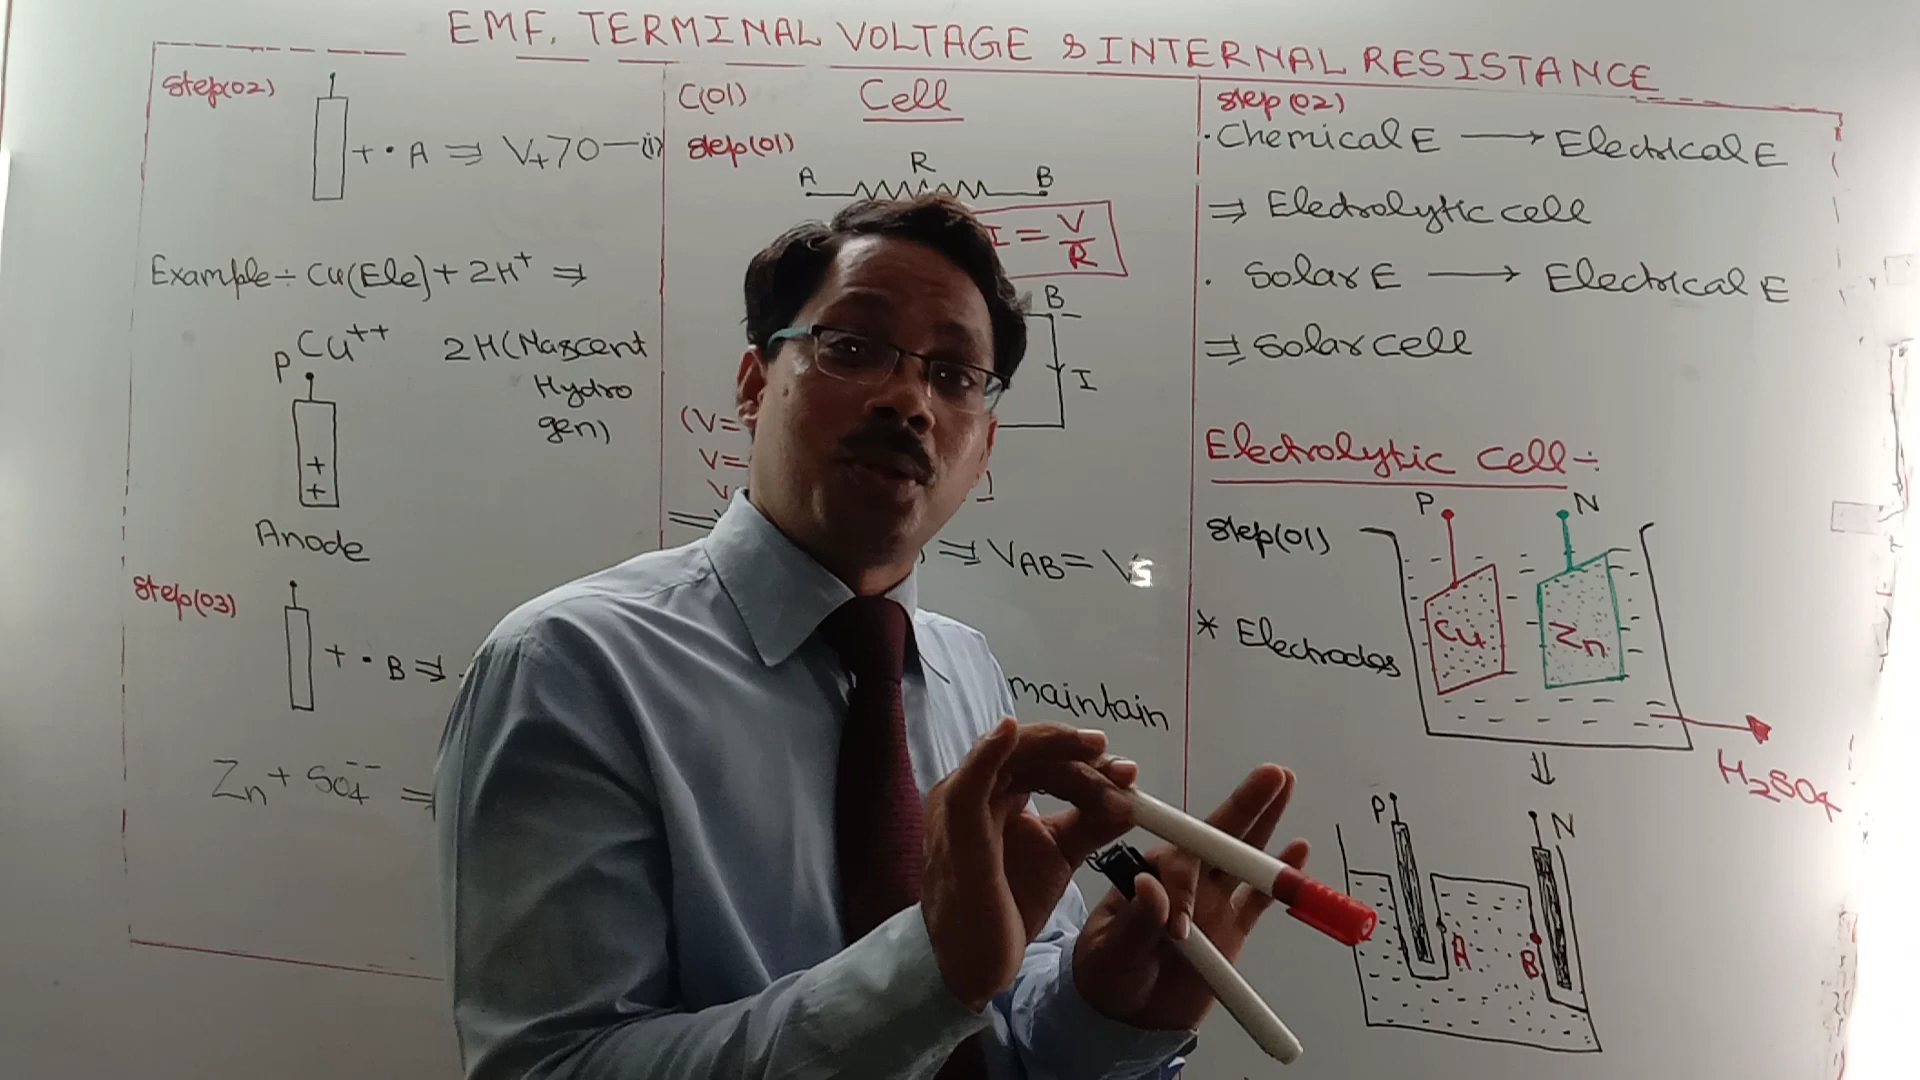 EMF, TERMINAL VOLTAGE & INTERNAL RESISTANCE
Step(02)
+ • A ⇒ V+70—(i)
Example÷ Cu(Ele)+ 2H+ ⇒
P Cu++ 2H(Nascent
Hydro
gen)
+
+
Anode
Step(03)
+ • B ⇒
Zn + SO4-- ⇒
C(01) Cell
Step(01)
R
A B
I = V/R
B
I
(V=
V=
⇒ VAB = Vs
maintain
Step(02)
• Chemical E → Electrical E
⇒ Electrolytic cell
• Solar E → Electrical E
⇒ Solar cell
Electrolytic Cell÷
P N
Step(01)
Cu Zn
* Electrodes
H2SO4
P N
A B